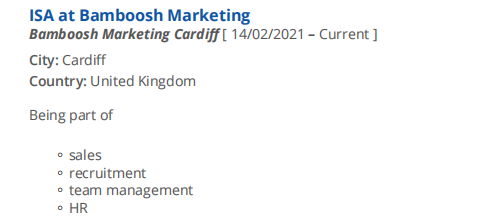 ISA at Bamboosh Marketing
Bamboosh Marketing Cardiff [ 14/02/2021 – Current ]
City: Cardiff
Country: United Kingdom
Being part of
◦ sales
◦ recruitment
◦ team management
◦ HR